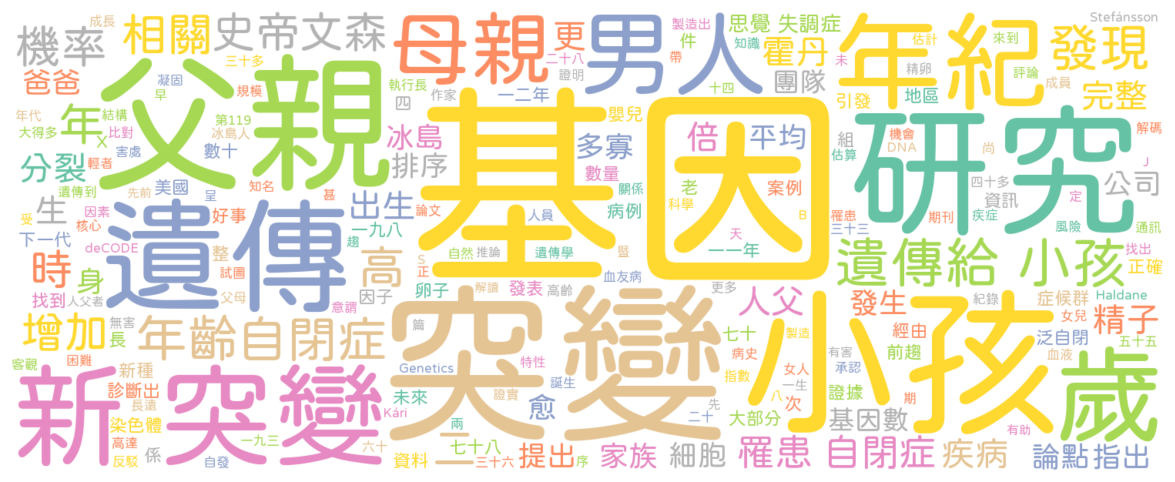 機率 爸爸 成長 相關 史帝文森 三十多 凝固 早 規模 執行長
母親 更 二十八 證明 四 作家 一二年 男人 製造出 件 思覺 失調症 知識 帶 霍丹 團隊 十四
年紀 估計 未 來到 精卵 評論 Stefánsson 發現 成員 完整 引發 地區
年代 大得多 年 X 結構 比對 第119 冰島人 父親 冰島 排序
基因 嬰兒 多寡 數量 倍 平均 老 關係 病例 科學 案例 天 B 一一年
研究 組 估算 機會 DNA 尚 四十多 資訊 公司 J 解碼
分裂 輕者 害處 數十 遺傳到 先前 美國 呈 知名 甚 論文 人員
罹患 期刊 三十三 疾症 定 風險 通訊 找出
生 因素 核心 受 好事 出生 一九八 下一代 deCODE 整 試圖 趨 遺傳
時 身 找到 人父者 父母 意謂 因子 高 S 正 自然 推論 遺傳學 暨 卵子 發表 解讀 高齡 血友病 更多
遺傳給 小孩 正確
增加 無害 長 年齡 自閉症 突變 篇 人父 七十 製造 發生 紀錄 症候群 女兒 Haldane 精子
客觀 困難 新種 診斷出 長遠 Genetics 特性 誕生 病史 指數 女人 一生 八 有害 承認 經由 前趨 泛自閉 血液 五十五
新 突變 染色體 高達 反駁 係 一九三 自發 六十 Kári 未來 兩 二 愈 證實 先 二十 次 大部分 證據 期 基因數 有助 小孩 歲
資料 七十八 三十六 提出 序 家族 細胞 罹患 自閉症 疾病 論點 指出